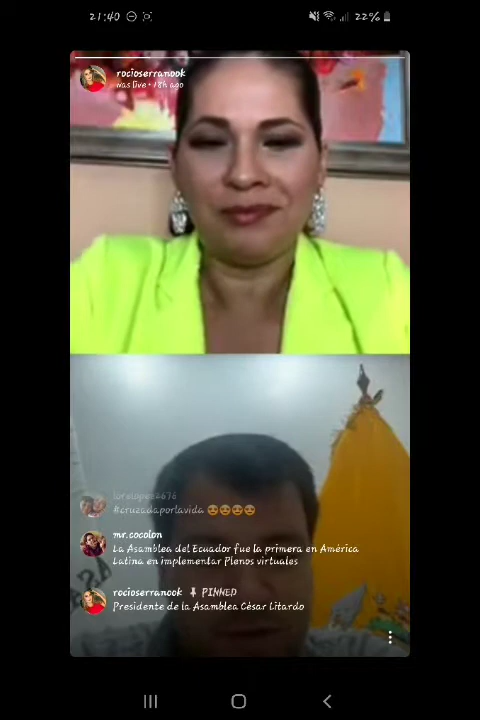 21:40
22%
rocioserranook
was live • 18h ago
lorelopez2676
#cruzadaporlavida
mr.cocolon
La Asamblea del Ecuador fue la primera en América
Latina en implementar Plenos virtuales
rocioserranook PINNED
Presidente de la Asamblea César Litardo